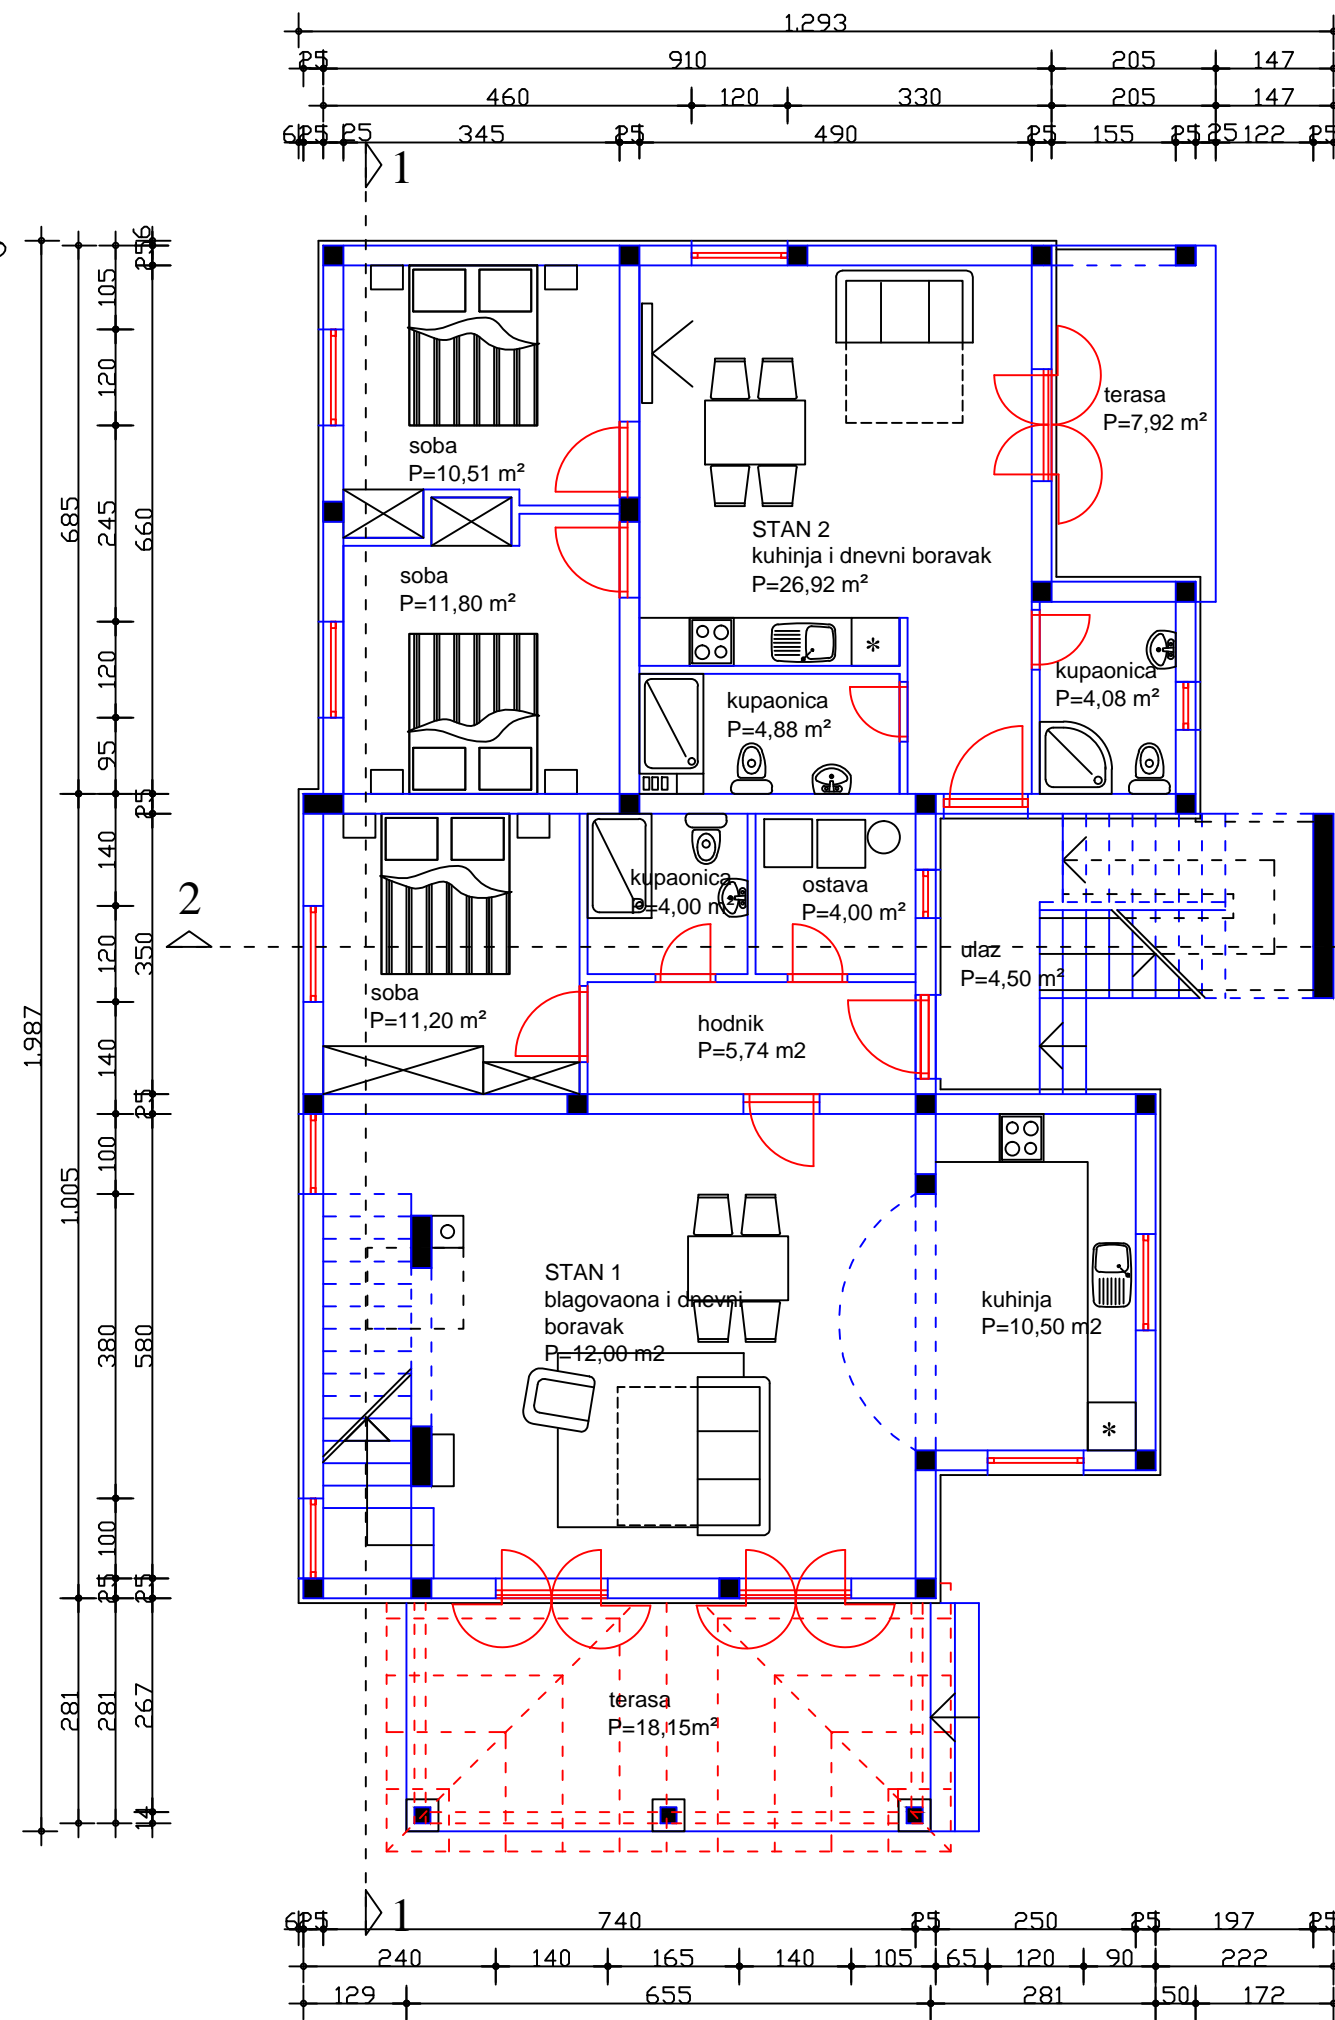 1.293
25 910 205 147
460 120 330 205 147
6 25 25 345 25 490 25 155 25 25 122 25
1
6
25
105
120
245
120
95
25
140
120
140
25
100
380
100
25
281
660
350
580
25
267
14
685
1.005
281
1.987
terasa
P=7,92 m²
soba
P=10,51 m²
STAN 2
kuhinja i dnevni boravak
P=26,92 m²
soba
P=11,80 m²
*
kupaonica
P=4,08 m²
kupaonica
P=4,88 m²
2
kupaonica
P=4,00 m²
ostava
P=4,00 m²
ulaz
P=4,50 m²
soba
P=11,20 m²
hodnik
P=5,74 m2
STAN 1
blagovaona i dnevni
boravak
P=12,00 m2
kuhinja
P=10,50 m2
*
terasa
P=18,15m²
1
6 25 740 25 250 25 197 25
240 140 165 140 105 65 120 90 222
129 655 281 50 172